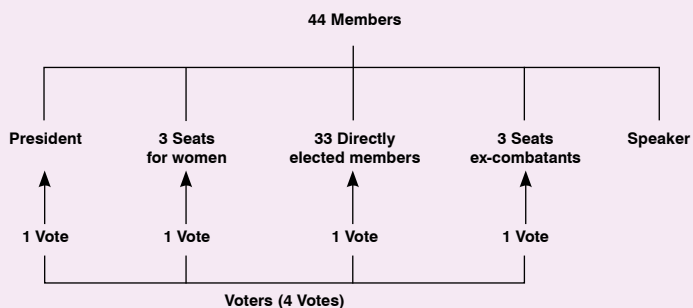 44 Members
President
3 Seats
for women
33 Directly
elected members
3 Seats
ex-combatants
Speaker
1 Vote
1 Vote
1 Vote
1 Vote
Voters (4 Votes)